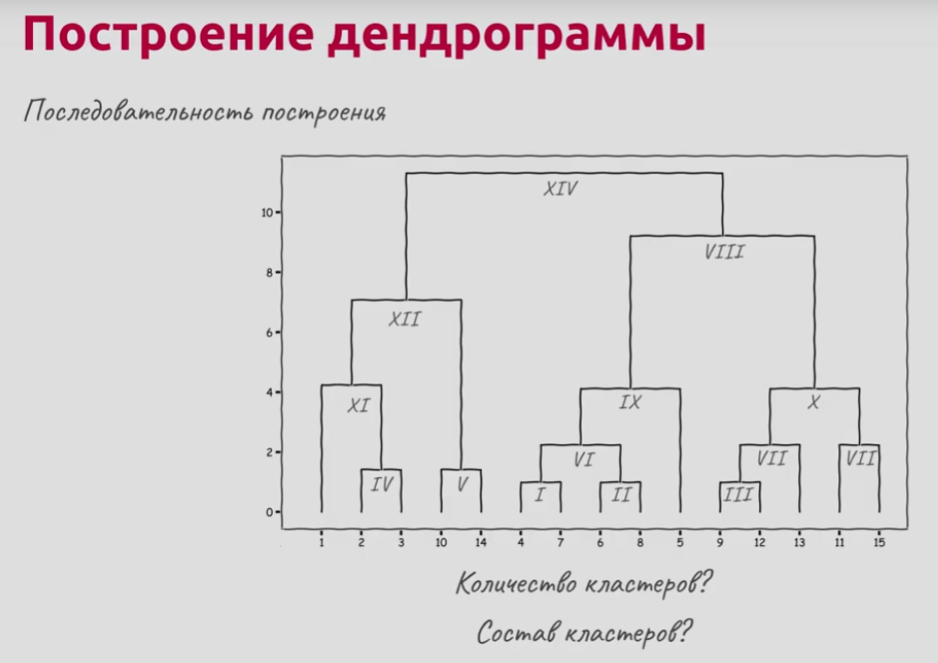 Построение дендрограммы
Последовательность построения
XIV
10
VIII
8
XII
6
4
XI
IX
X
2
VI
VII
VII
IV
V
I
II
III
0
1 2 3 10 14 4 7 6 8 5 9 12 13 11 15
Количество кластеров?
Состав кластеров?